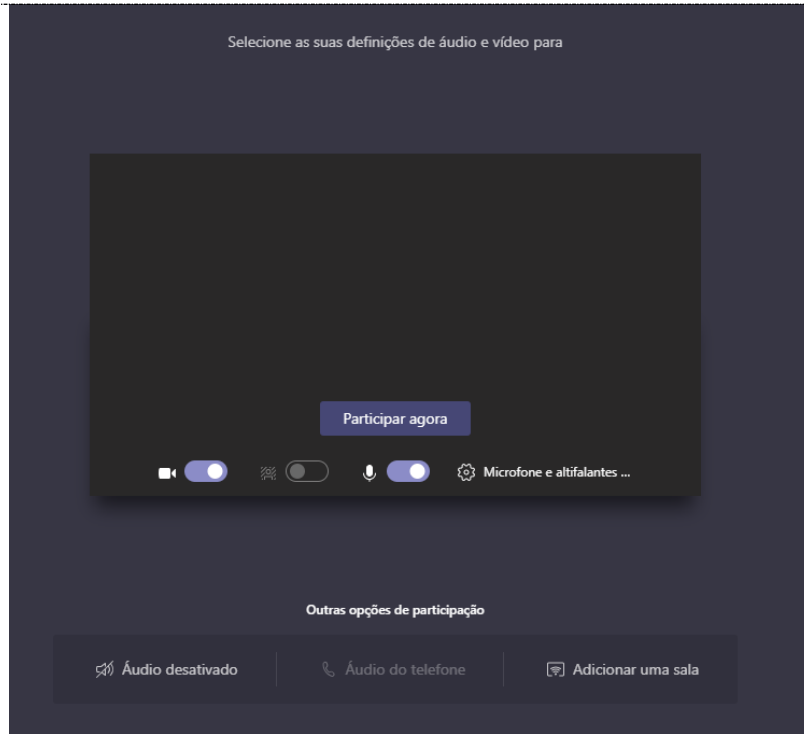 Selecione as suas definições de áudio e vídeo para
Participar agora
Microfone e altifalantes ...
Outras opções de participação
Áudio desativado
Áudio do telefone
Adicionar uma sala